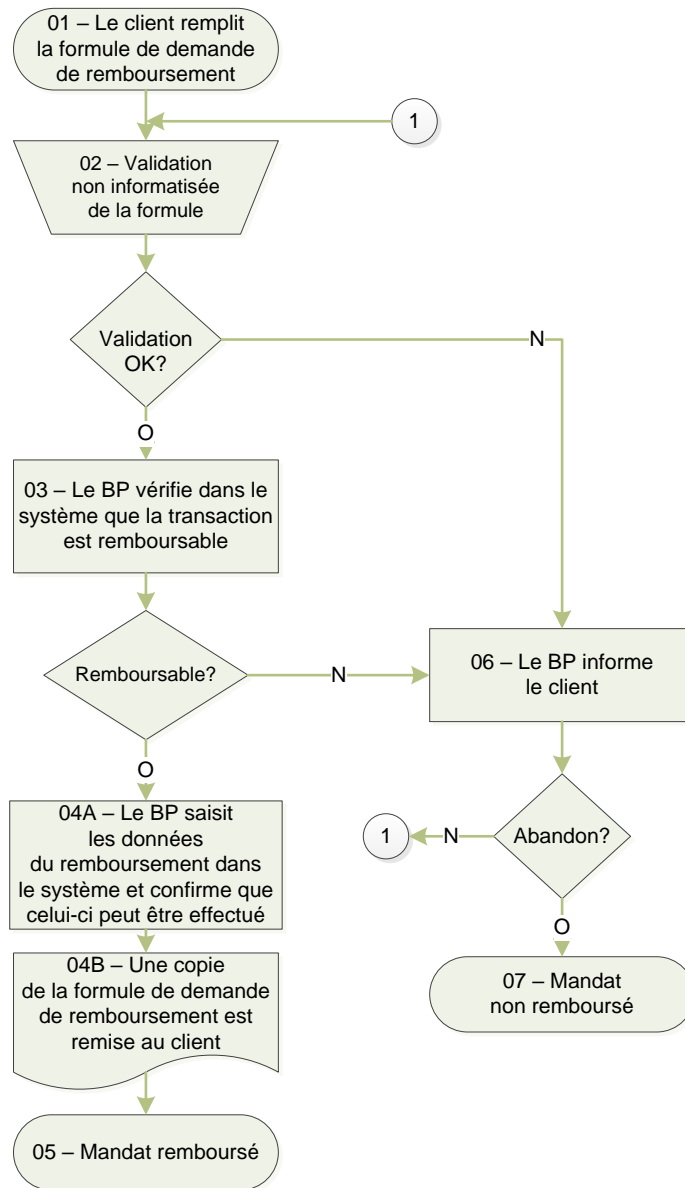 01 – Le client remplit
la formule de demande
de remboursement
1
02 – Validation
non informatisée
de la formule
Validation
OK?
N
O
03 – Le BP vérifie dans le
système que la transaction
est remboursable
Remboursable?
N
06 – Le BP informe
le client
O
04A – Le BP saisit
les données
du remboursement dans
le système et confirme que
celui-ci peut être effectué
1
N
Abandon?
O
04B – Une copie
de la formule de demande
de remboursement est
remise au client
07 – Mandat
non remboursé
05 – Mandat remboursé